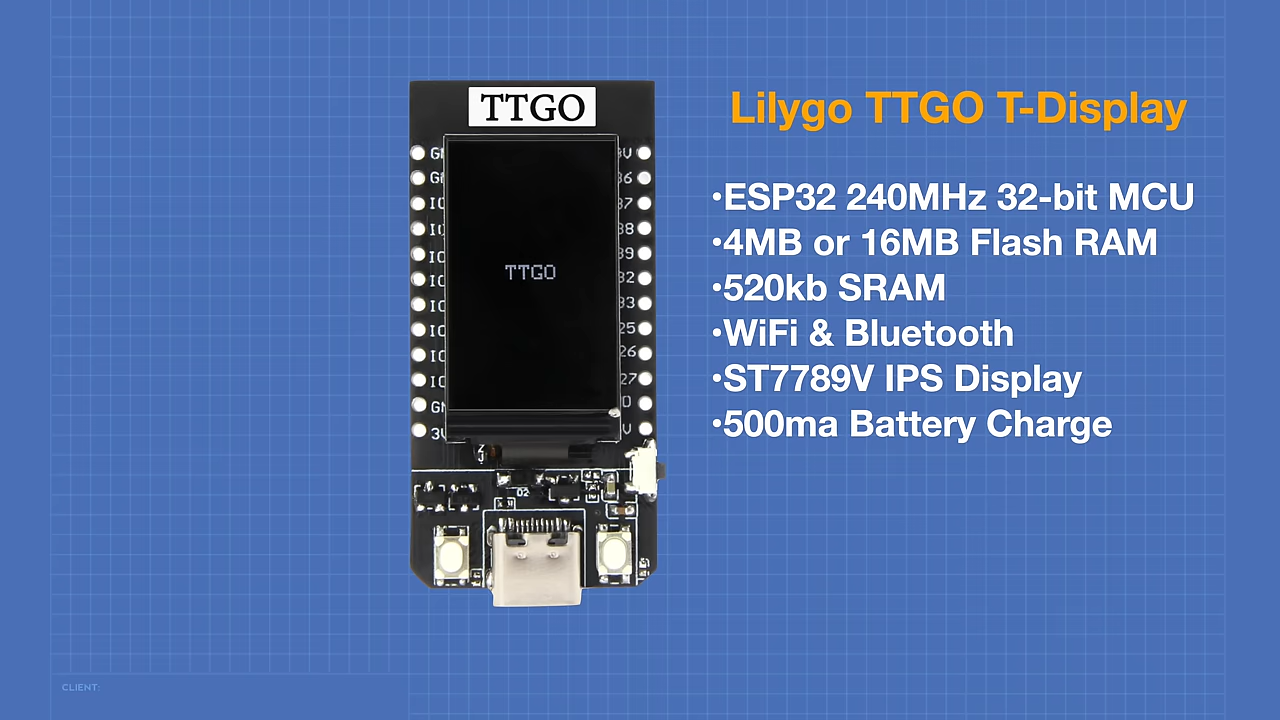 TTGO
Lilygo TTGO T-Display
•ESP32 240MHz 32-bit MCU
•4MB or 16MB Flash RAM
•520kb SRAM
•WiFi & Bluetooth
•ST7789V IPS Display
•500ma Battery Charge
TTGO
D2
CLIENT: